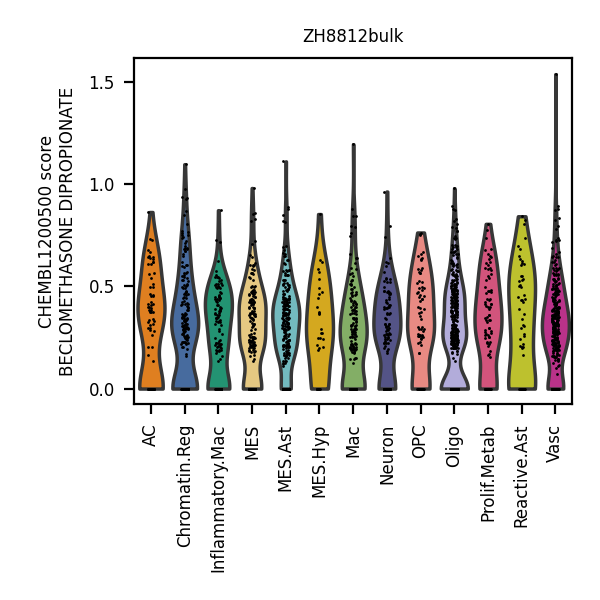 ZH8812bulk
CHEMBL1200500 score
BECLOMETHASONE DIPROPIONATE
1.5
1.0
0.5
0.0
AC
Chromatin.Reg
Inflammatory.Mac
MES
MES.Ast
MES.Hyp
Mac
Neuron
OPC
Oligo
Prolif.Metab
Reactive.Ast
Vasc